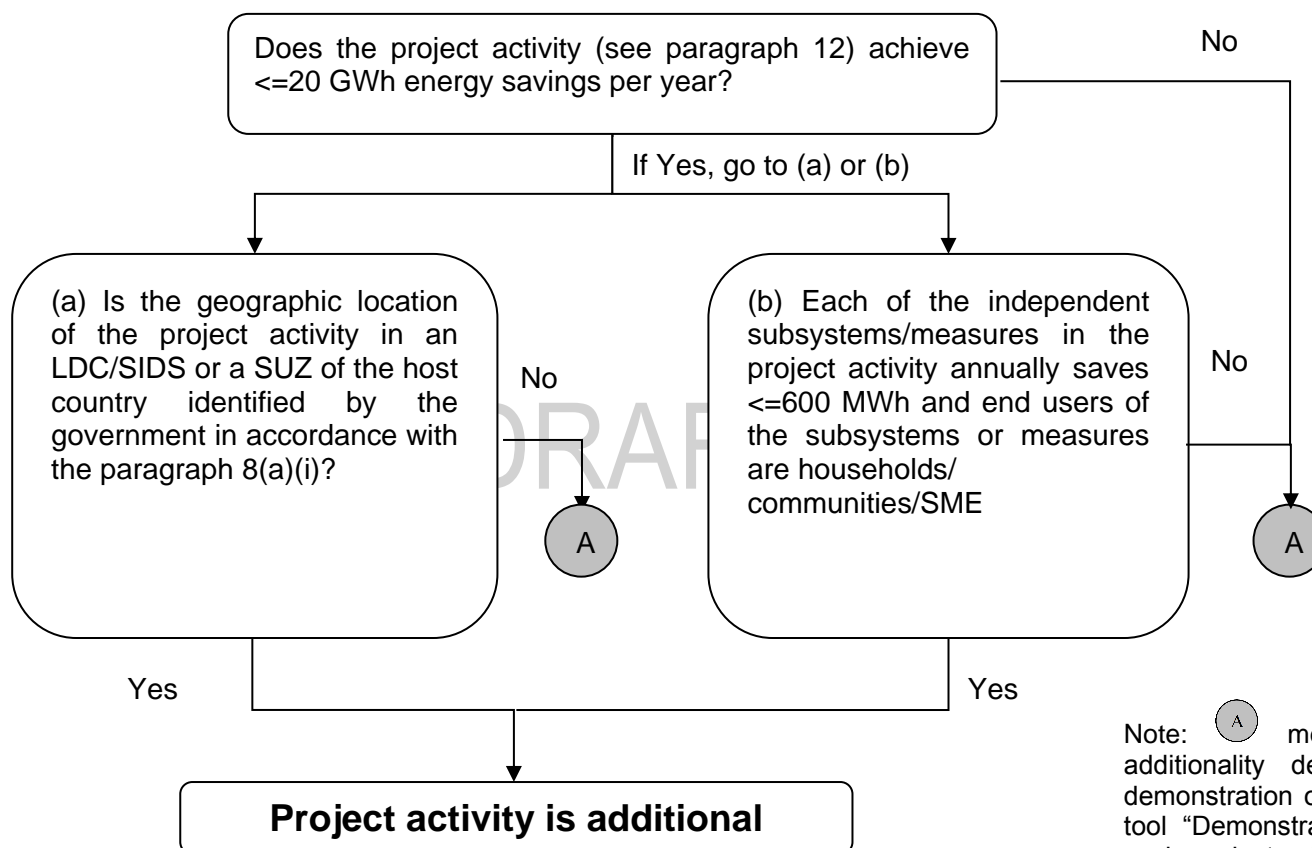 Does the project activity (see paragraph 12) achieve
<=20 GWh energy savings per year?
No
If Yes, go to (a) or (b)
(a) Is the geographic location
of the project activity in an
LDC/SIDS or a SUZ of the host
country identified by the
government in accordance with
the paragraph 8(a)(i)?
No
A
(b) Each of the independent
subsystems/measures in the
project activity annually saves
<=600 MWh and end users of
the subsystems or measures
are households/
communities/SME
No
A
Yes
Yes
Project activity is additional
Note: A
additionality
demonstration
tool "Demonstra